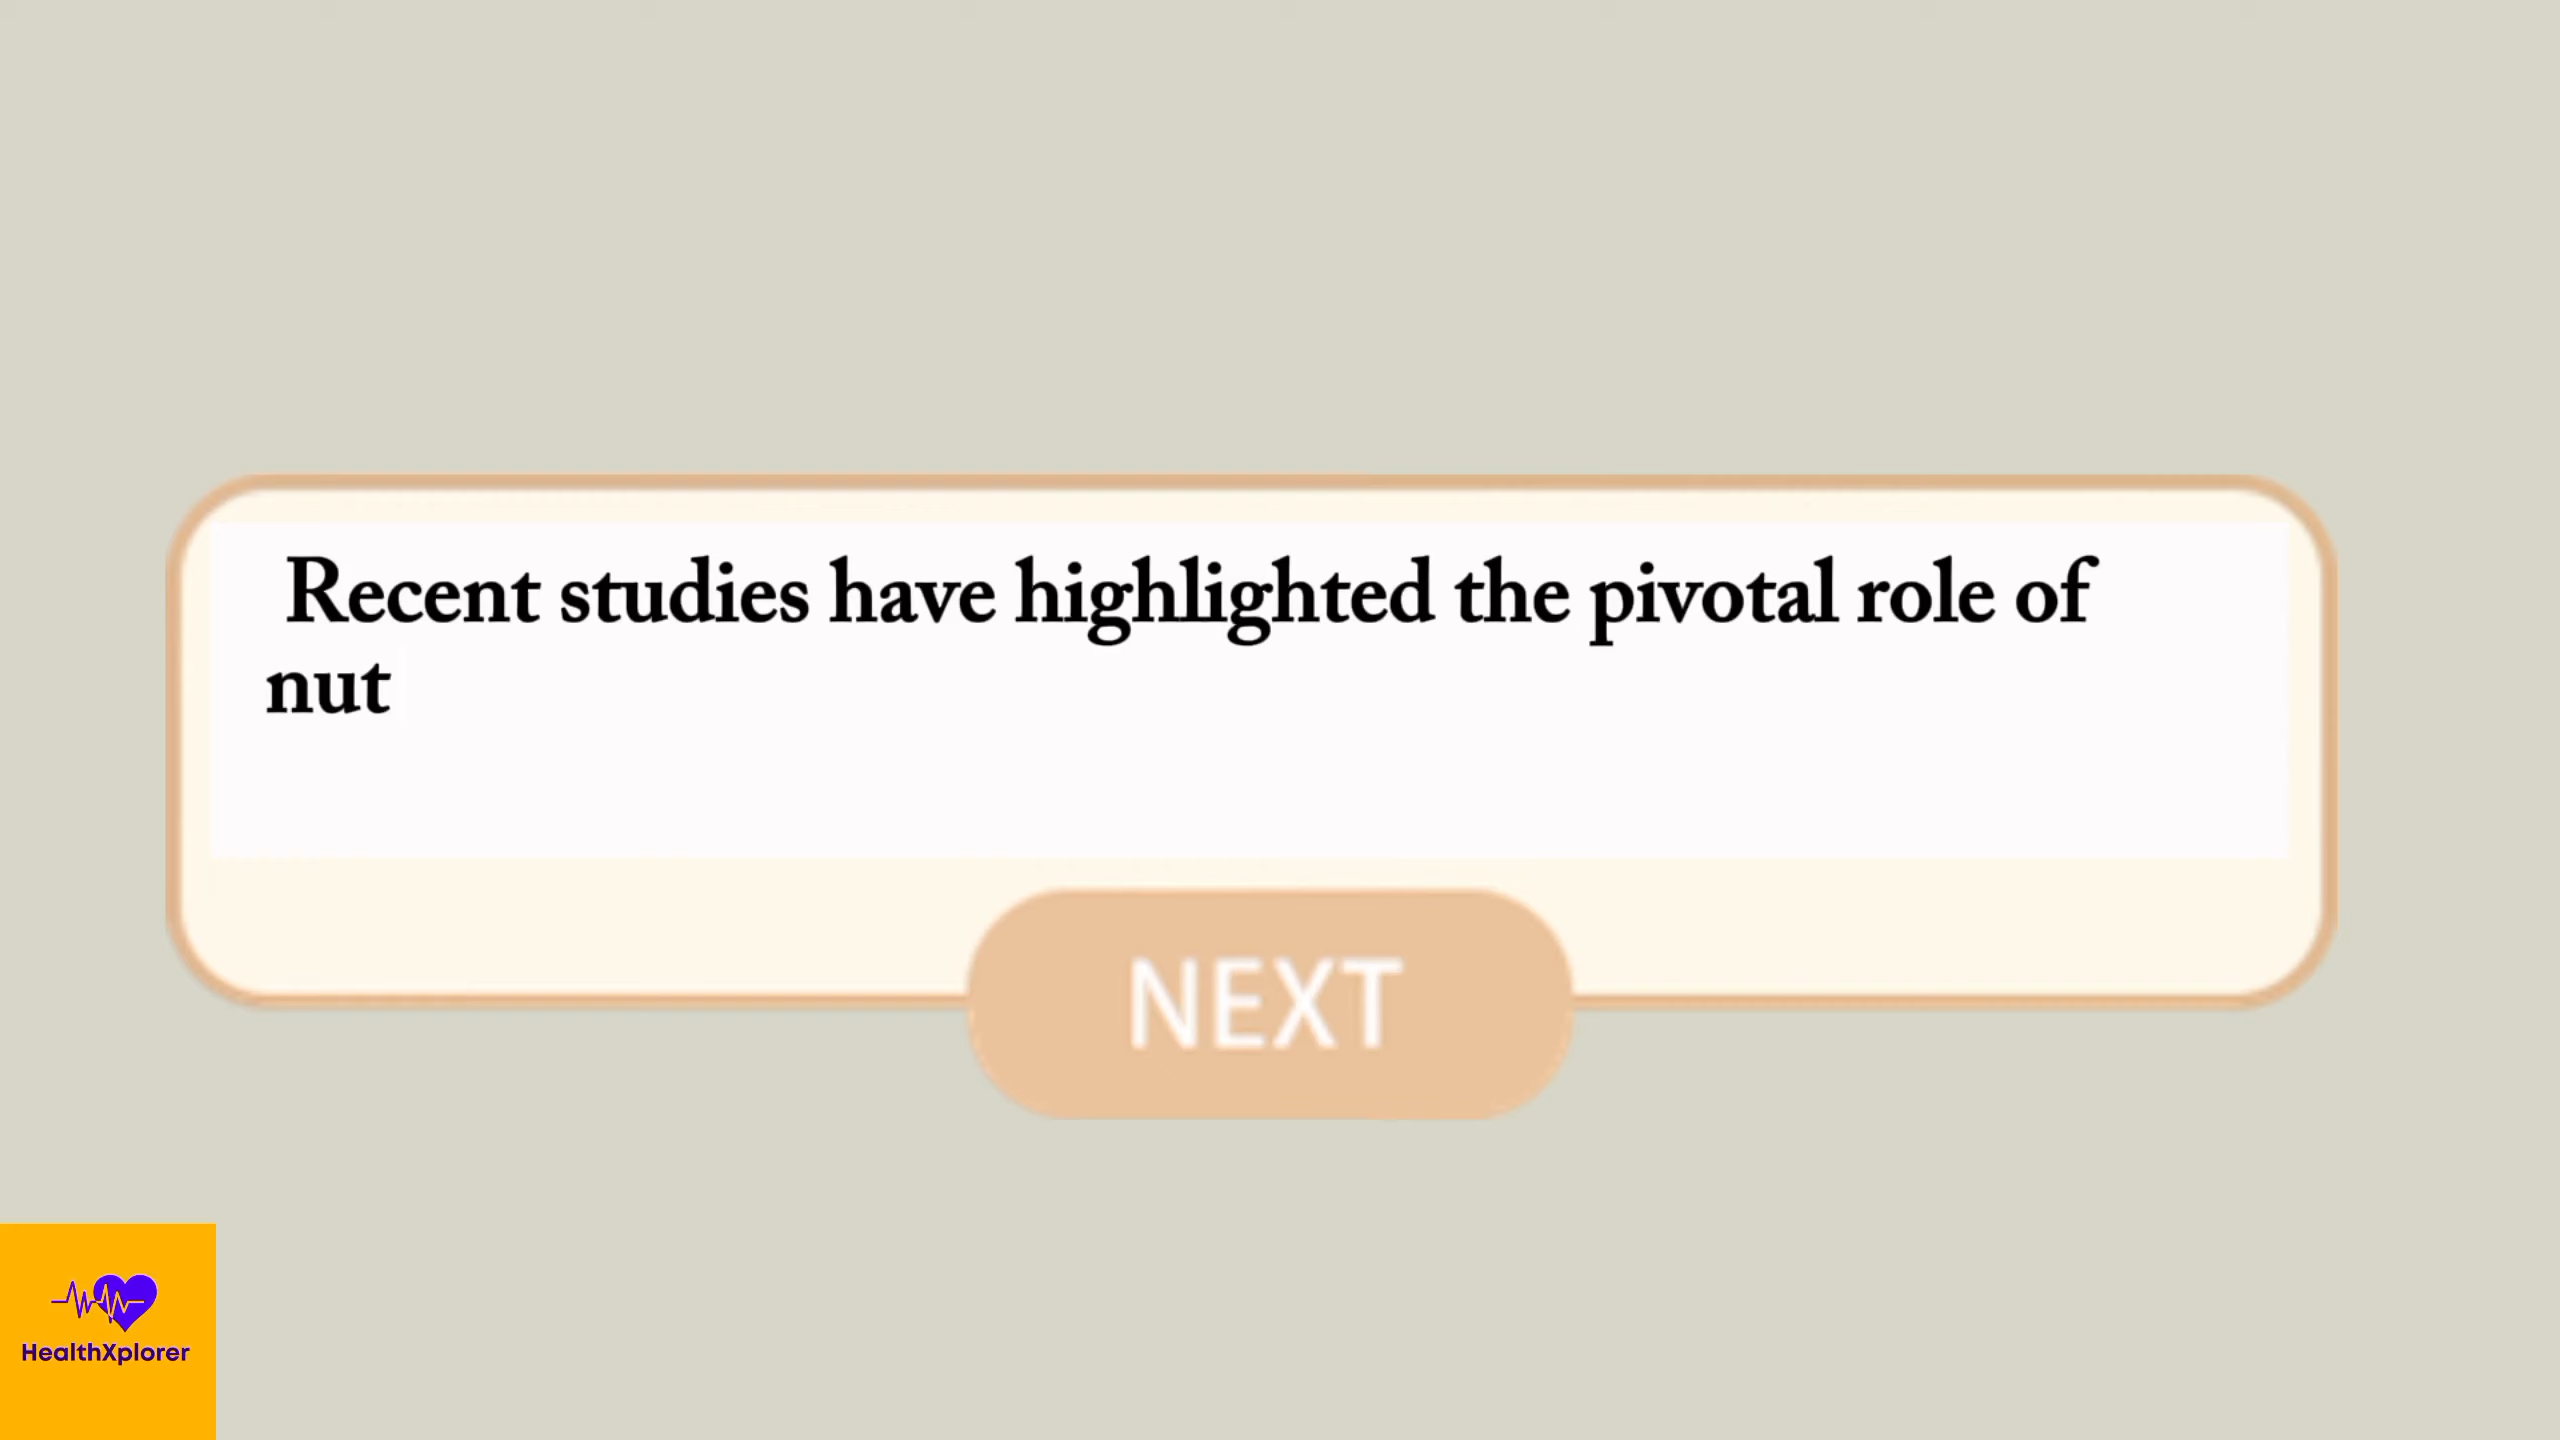 Recent studies have highlighted the pivotal role of
nut
NEXT
HealthXplorer